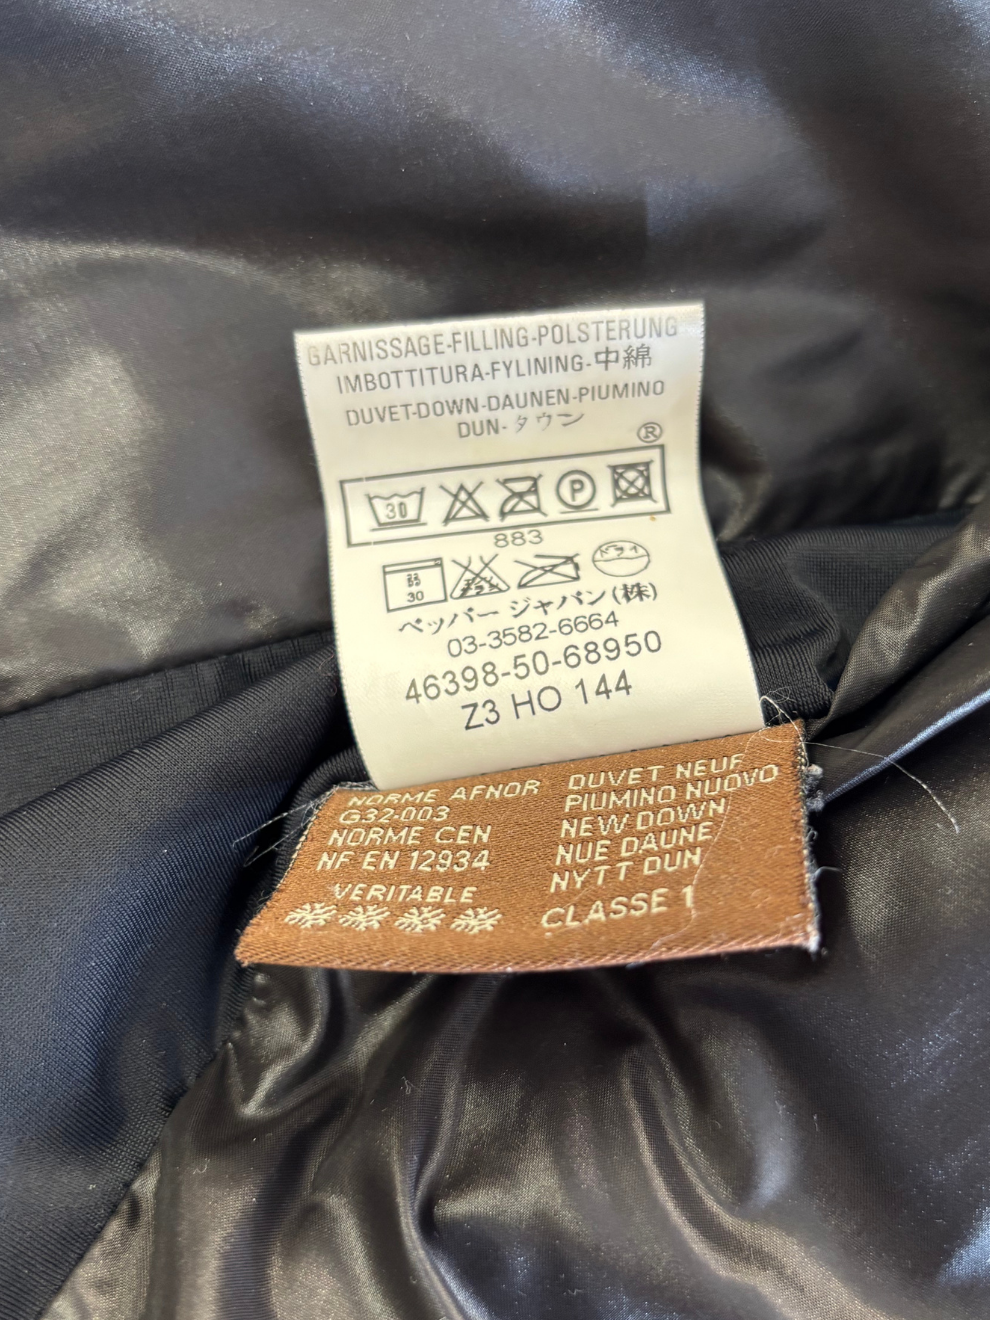 GARNISSAGE-FILLING-POLSTERUNG
IMBOTTITURA-FYLINING-中綿
DUVET-DOWN-DAUNEN-PIUMINO
DUN-タウン
®
30 P
883
30 ドライ
ペッパー ジャパン(株)
03-3582-6664
46398-50-68950
Z3 HO 144
NORME AFNOR
G32-003
NORME CEN
NF EN 12934
VERITABLE
DUVET NEUF
PIUMINO NUOVO
NEW DOWN
NUE DAUNE
NYTT DUN
CLASSE 1